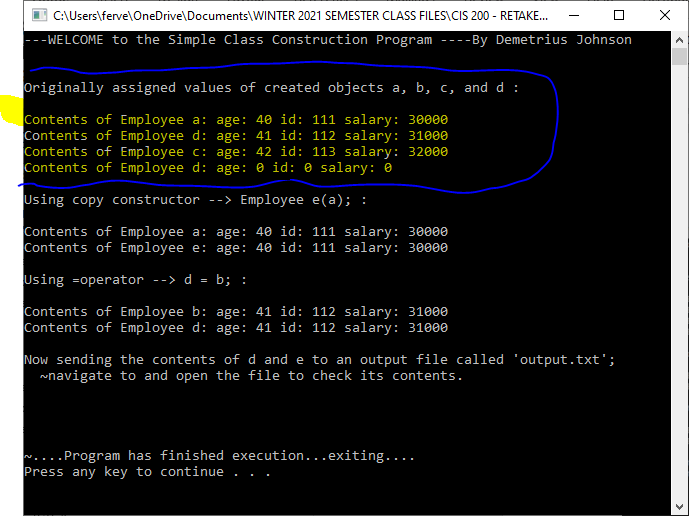 C:\Users\ferve\OneDrive\Documents\WINTER 2021 SEMESTER CLASS FILES\CIS 200 - RETAKE...
---WELCOME to the Simple Class Construction Program ----By Demetrius Johnson
Originally assigned values of created objects a, b, c, and d :
Contents of Employee a: age: 40 id: 111 salary: 30000
Contents of Employee d: age: 41 id: 112 salary: 31000
Contents of Employee c: age: 42 id: 113 salary: 32000
Contents of Employee d: age: 0 id: 0 salary: 0
Using copy constructor --> Employee e(a); :
Contents of Employee a: age: 40 id: 111 salary: 30000
Contents of Employee e: age: 40 id: 111 salary: 30000
Using =operator --> d = b; :
Contents of Employee b: age: 41 id: 112 salary: 31000
Contents of Employee d: age: 41 id: 112 salary: 31000
Now sending the contents of d and e to an output file called 'output.txt';
~navigate to and open the file to check its contents.
~....Program has finished execution...exiting....
Press any key to continue . . .